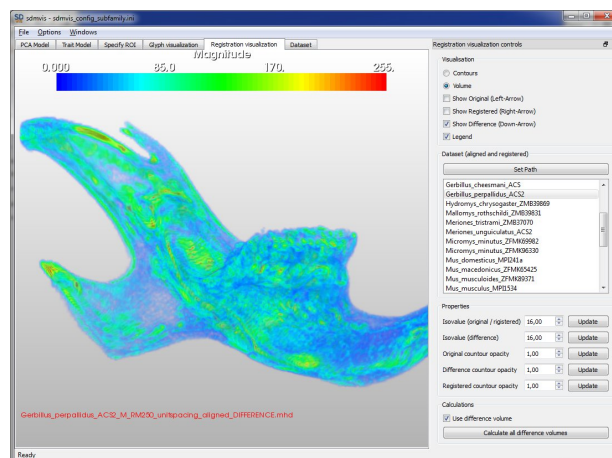 SD sdmvis - sdmvis_config_subfamily.ini
File Options Windows
PCA Model Trait Model Specify ROI Glyph visualization Registration visualization Dataset
Magnitude
0.000 85.0 170. 255.
Gerbillus_perpallidus_ACS2_M_RM250_unitspacing_aligned_DIFFERENCE.mhd
Registration visualization controls
Visualisation
Contours
Volume
Show Original (Left-Arrow)
Show Registered (Right-Arrow)
Show Difference (Down-Arrow)
Legend
Dataset (aligned and registered)
Set Path
Gerbillus_cheesmani_ACS
Gerbillus_perpallidus_ACS2
Hydromys_chrysogaster_ZMB39869
Mallomys_rothschildi_ZMB39831
Meriones_tristrami_ZMB37070
Meriones_unguiculatus_ACS2
Micromys_minutus_ZFMK69982
Micromys_minutus_ZFMK96330
Mus_domesticus_MPI241a
Mus_macedonicus_ZFMK65425
Mus_musculoides_ZFMK89371
Mus_musculus_MPI1534
Properties
Isovalue (original / rigistered) 16,00 Update
Isovalue (difference) 16,00 Update
Original countour opacity 1,00 Update
Difference countour opacity 1,00 Update
Registered countour opacity 1,00 Update
Calculations
Use difference volume
Calculate all difference volumes
Ready